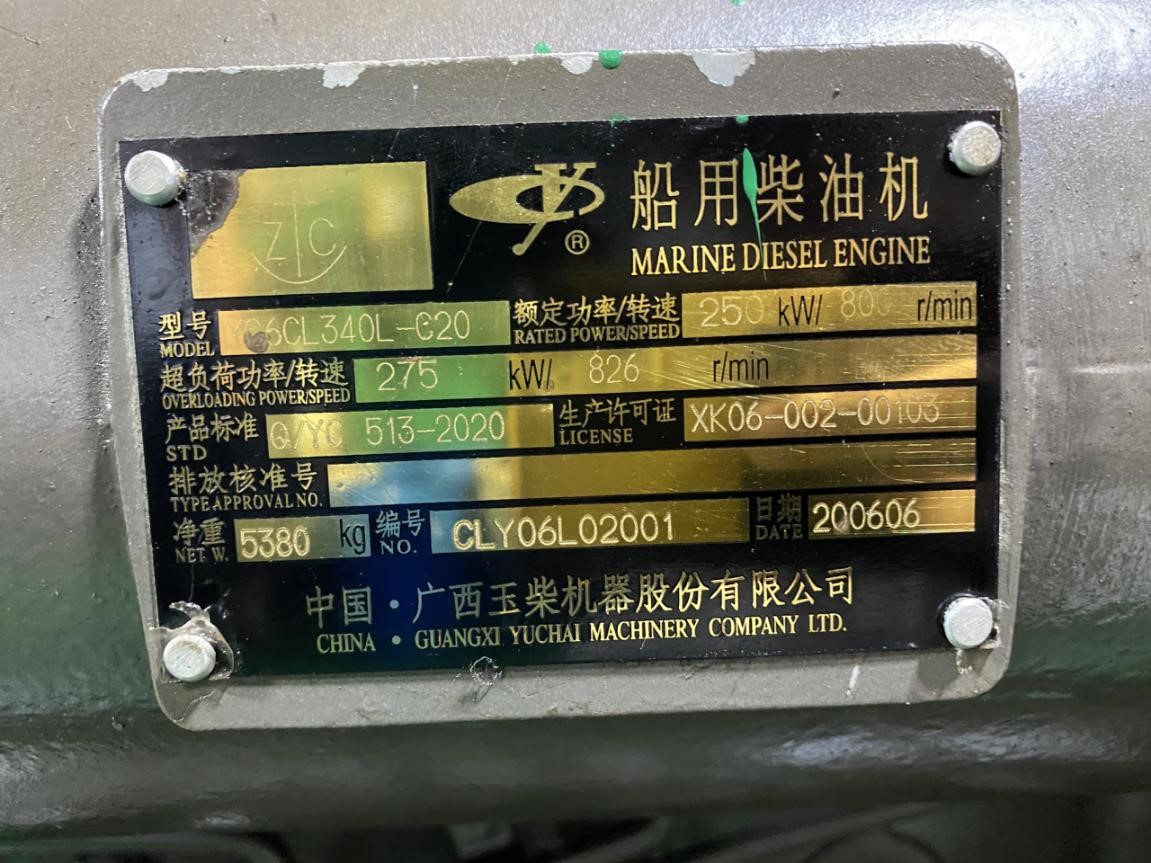 ZC
Y ®
船用柴油机
MARINE DIESEL ENGINE
型号 MODEL YC6CL340L-C20 额定功率/转速 RATED POWER/SPEED 250 kW/ 800 r/min
超负荷功率/转速 OVERLOADING POWER/SPEED 275 kW/ 826 r/min
产品标准 STD Q/YC 513-2020 生产许可证 LICENSE XK06-002-00103
排放核准号 TYPE APPROVAL NO.
净重 NET W. 5380 kg 编号 NO. CLY06L02001 日期 DATE 200606
中国·广西玉柴机器股份有限公司
CHINA · GUANGXI YUCHAI MACHINERY COMPANY LTD.